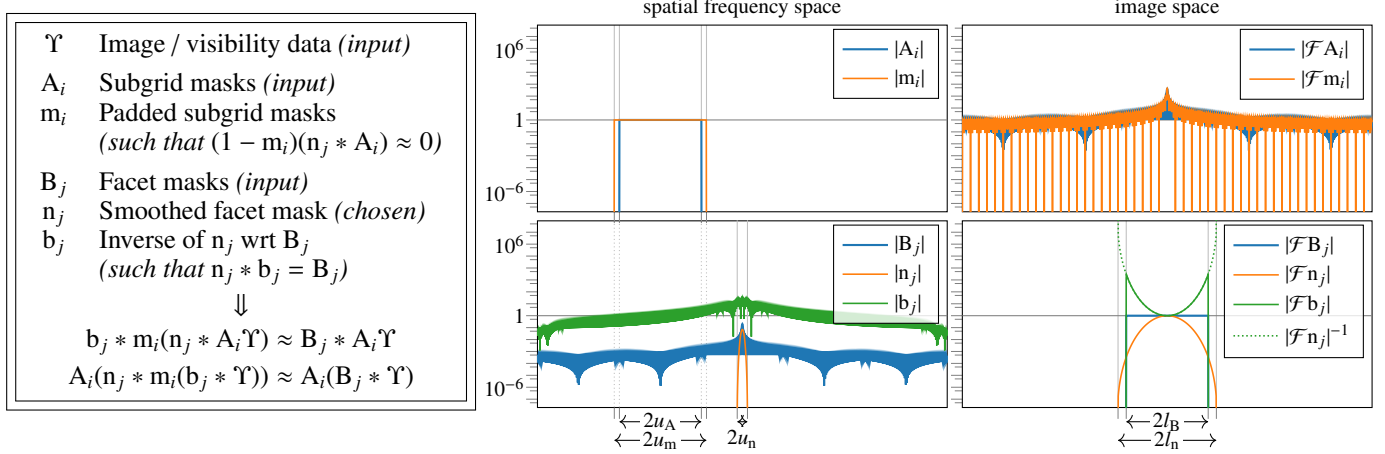 ϒ Image / visibility data (input)
A_i Subgrid masks (input)
m_i Padded subgrid masks
(such that (1 − m_i)(n_j ∗ A_i) ≈ 0)
B_j Facet masks (input)
n_j Smoothed facet mask (chosen)
b_j Inverse of n_j wrt B_j
(such that n_j ∗ b_j = B_j)
⇓
b_j ∗ m_i(n_j ∗ A_iϒ) ≈ B_j ∗ A_iϒ
A_i(n_j ∗ m_i(b_j ∗ ϒ)) ≈ A_i(B_j ∗ ϒ)
spatial frequency space
10^6
1
10^−6
|A_i|
|m_i|
image space
|ℱA_i|
|ℱm_i|
10^6
1
10^−6
|B_j|
|n_j|
|b_j|
2u_A
2u_m
2u_n
|ℱB_j|
|ℱn_j|
|ℱb_j|
|ℱn_j|^−1
2l_B
2l_n